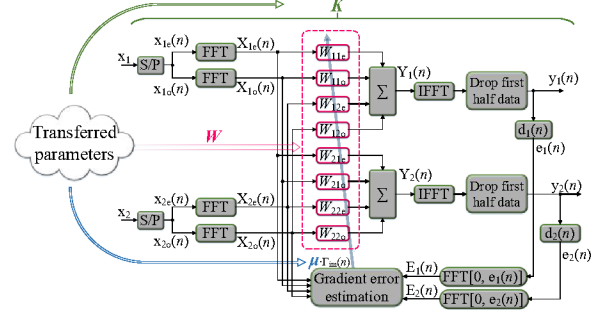 K
x1
S/P
x1e(n)
FFT
X1e(n)
x1o(n)
FFT
X1o(n)
W11e
W11o
W12e
W12o
W21e
W21o
W22e
W22o
Σ
Y1(n)
IFFT
Drop first
half data
y1(n)
d1(n)
e1(n)
Transferred
parameters
W
Σ
Y2(n)
IFFT
Drop first
half data
y2(n)
d2(n)
e2(n)
x2
S/P
x2e(n)
FFT
X2e(n)
x2o(n)
FFT
X2o(n)
μ·Γim(n)
Gradient error
estimation
E1(n)
FFT[0, e1(n)]
E2(n)
FFT[0, e2(n)]